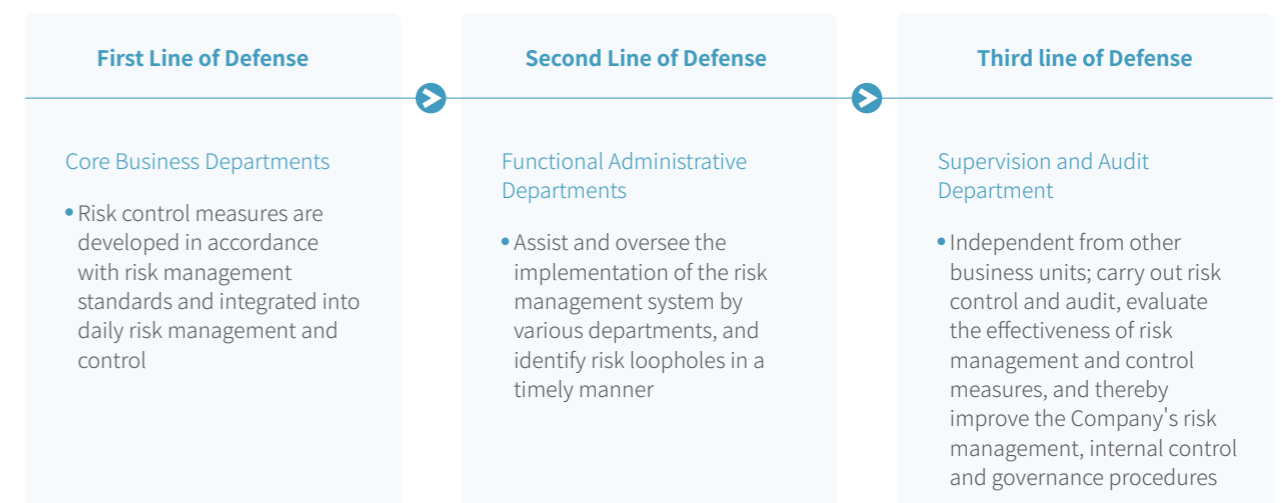 First Line of Defense
Core Business Departments
• Risk control measures are
developed in accordance
with risk management
standards and integrated into
daily risk management and
control
Second Line of Defense
Functional Administrative
Departments
• Assist and oversee the
implementation of the risk
management system by
various departments, and
identify risk loopholes in a
timely manner
Third line of Defense
Supervision and Audit
Department
• Independent from other
business units; carry out risk
control and audit, evaluate
the effectiveness of risk
management and control
measures, and thereby
improve the Company's risk
management, internal control
and governance procedures